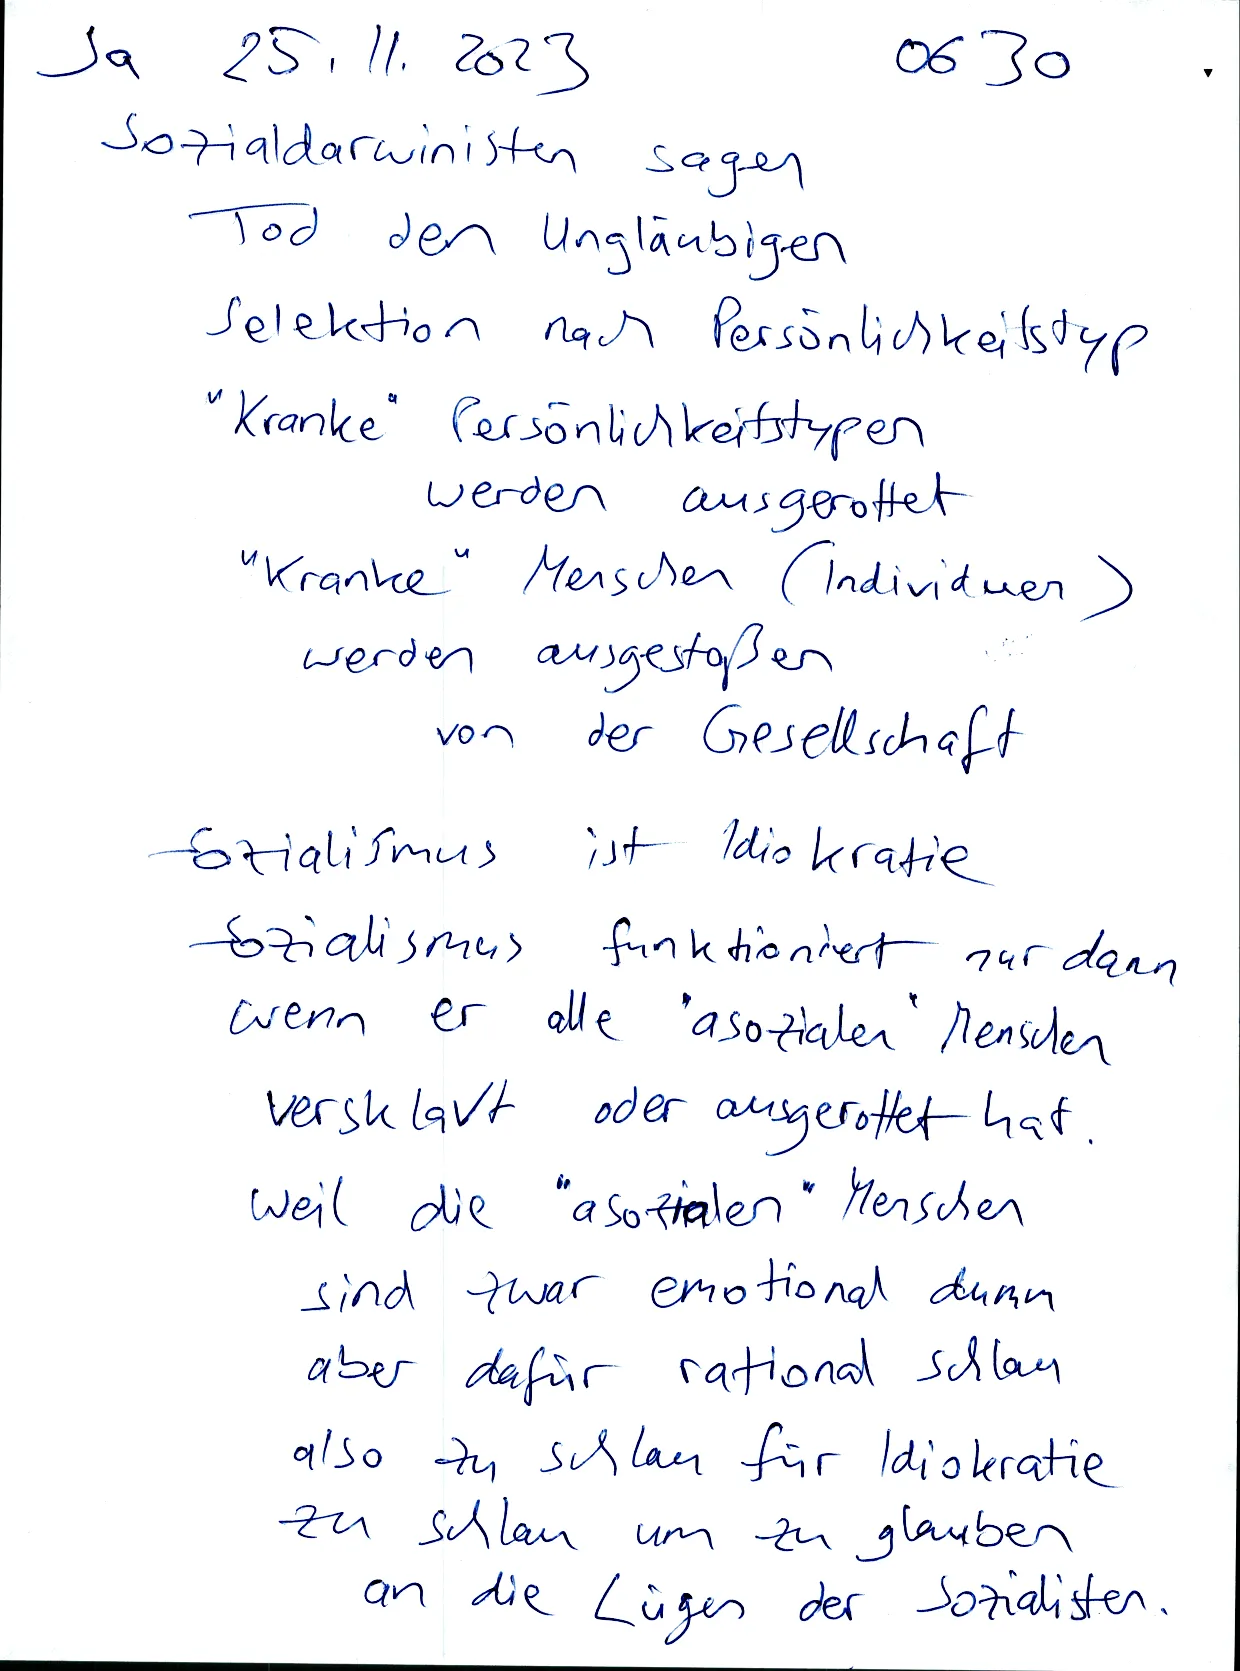 Sa 25.11.2023 0630
Sozialdarwinisten sagen
Tod den Ungläubigen
Selektion nach Persönlichkeitstyp
"Kranke" Persönlichkeitstypen
werden ausgerottet
"Kranke" Menschen (Individuen)
werden ausgestoßen
von der Gesellschaft
Sozialismus ist Idiokratie
Sozialismus funktioniert nur dann
wenn er alle "asozialen" Menschen
versklavt oder ausgerottet hat.
weil die "asozialen" Menschen
sind zwar emotional dumm
aber dafür rational schlau
also zu schlau für Idiokratie
zu schlau um zu glauben
an die Lügen der Sozialisten.